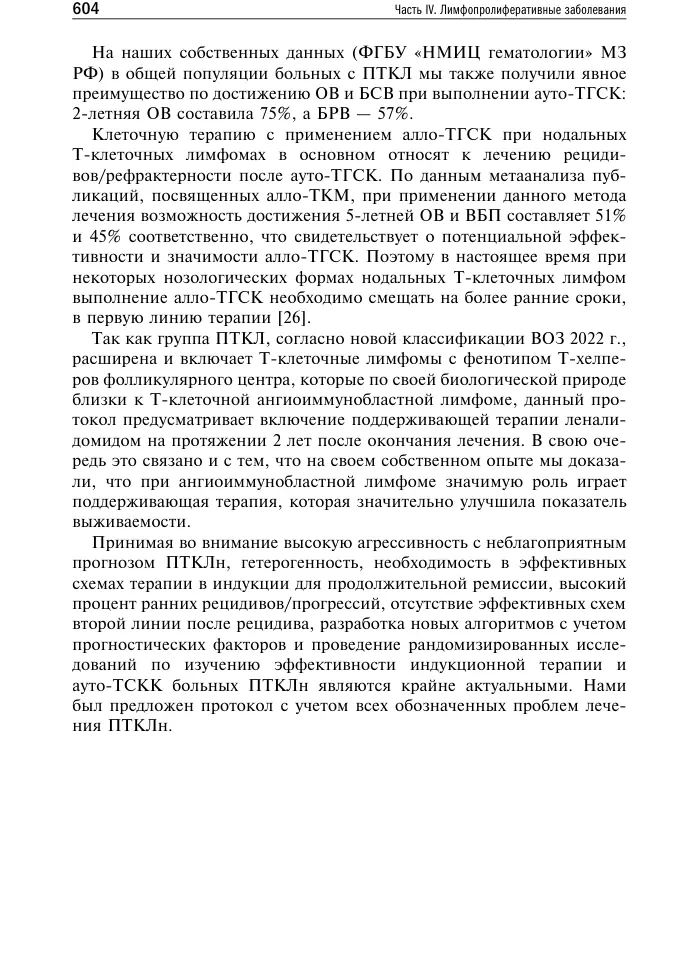 604
Часть IV. Лимфопролиферативные заболевания
На наших собственных данных (ФГБУ «НМИЦ гематологии» МЗ
РФ) в общей популяции больных с ПТКЛ мы также получили явное
преимущество по достижению ОВ и БСВ при выполнении ауто-ТГСК:
2-летняя ОВ составила 75%, а БРВ — 57%.
Клеточную терапию с применением алло-ТГСК при нодальных
Т-клеточных лимфомах в основном относят к лечению рециди-
вов/рефрактерности после ауто-ТГСК. По данным метаанализа пуб-
ликаций, посвященных алло-ТКМ, при применении данного метода
лечения возможность достижения 5-летней ОВ и ВБП составляет 51%
и 45% соответственно, что свидетельствует о потенциальной эффек-
тивности и значимости алло-ТГСК. Поэтому в настоящее время при
некоторых нозологических формах нодальных Т-клеточных лимфом
выполнение алло-ТГСК необходимо смещать на более ранние сроки,
в первую линию терапии [26].
Так как группа ПТКЛ, согласно новой классификации ВОЗ 2022 г.,
расширена и включает Т-клеточные лимфомы с фенотипом Т-хелпе-
ров фолликулярного центра, которые по своей биологической природе
близки к Т-клеточной ангиоиммунобластной лимфоме, данный про-
токол предусматривает включение поддерживающей терапии ленали-
домидом на протяжении 2 лет после окончания лечения. В свою оче-
редь это связано и с тем, что на своем собственном опыте мы доказа-
ли, что при ангиоиммунобластной лимфоме значимую роль играет
поддерживающая терапия, которая значительно улучшила показатель
выживаемости.
Принимая во внимание высокую агрессивность с неблагоприятным
прогнозом ПТКЛн, гетерогенность, необходимость в эффективных
схемах терапии в индукции для продолжительной ремиссии, высокий
процент ранних рецидивов/прогрессий, отсутствие эффективных схем
второй линии после рецидива, разработка новых алгоритмов с учетом
прогностических факторов и проведение рандомизированных иссле-
дований по изучению эффективности индукционной терапии и
ауто-ТСКК больных ПТКЛн являются крайне актуальными. Нами
был предложен протокол с учетом всех обозначенных проблем лече-
ния ПТКЛн.